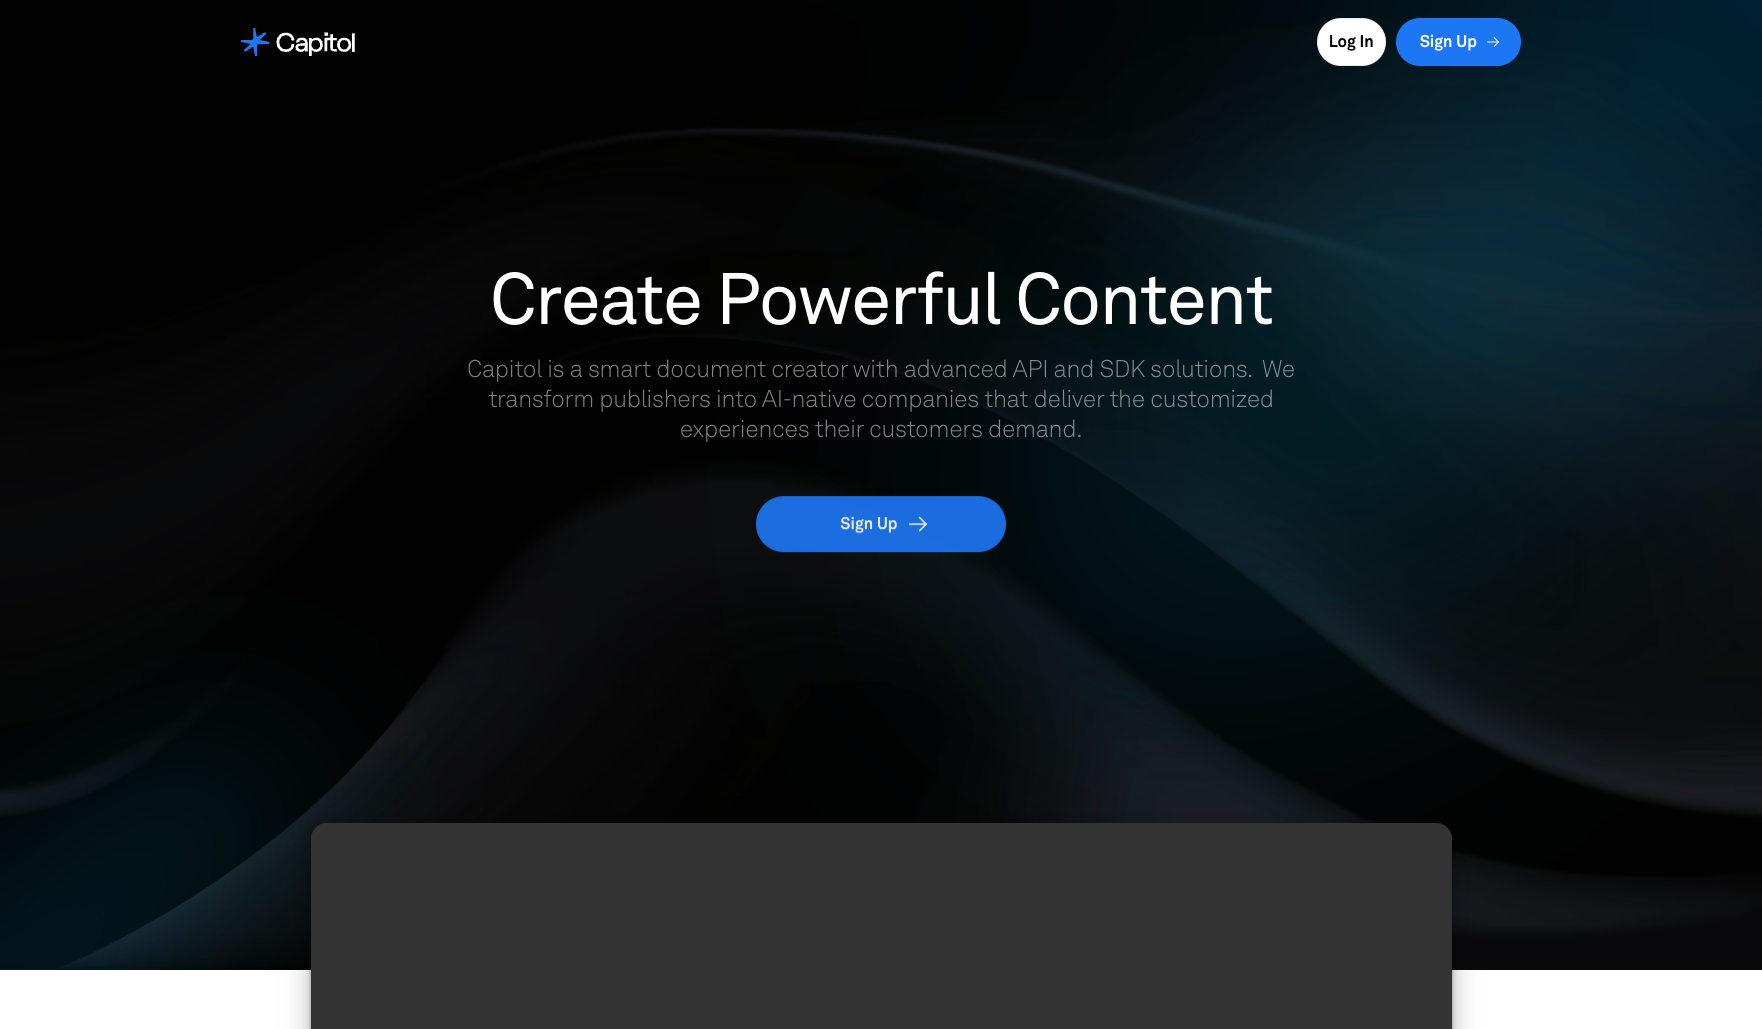 Capitol
Log In
Sign Up
Create Powerful Content
Capitol is a smart document creator with advanced API and SDK solutions. We
transform publishers into AI-native companies that deliver the customized
experiences their customers demand.
Sign Up